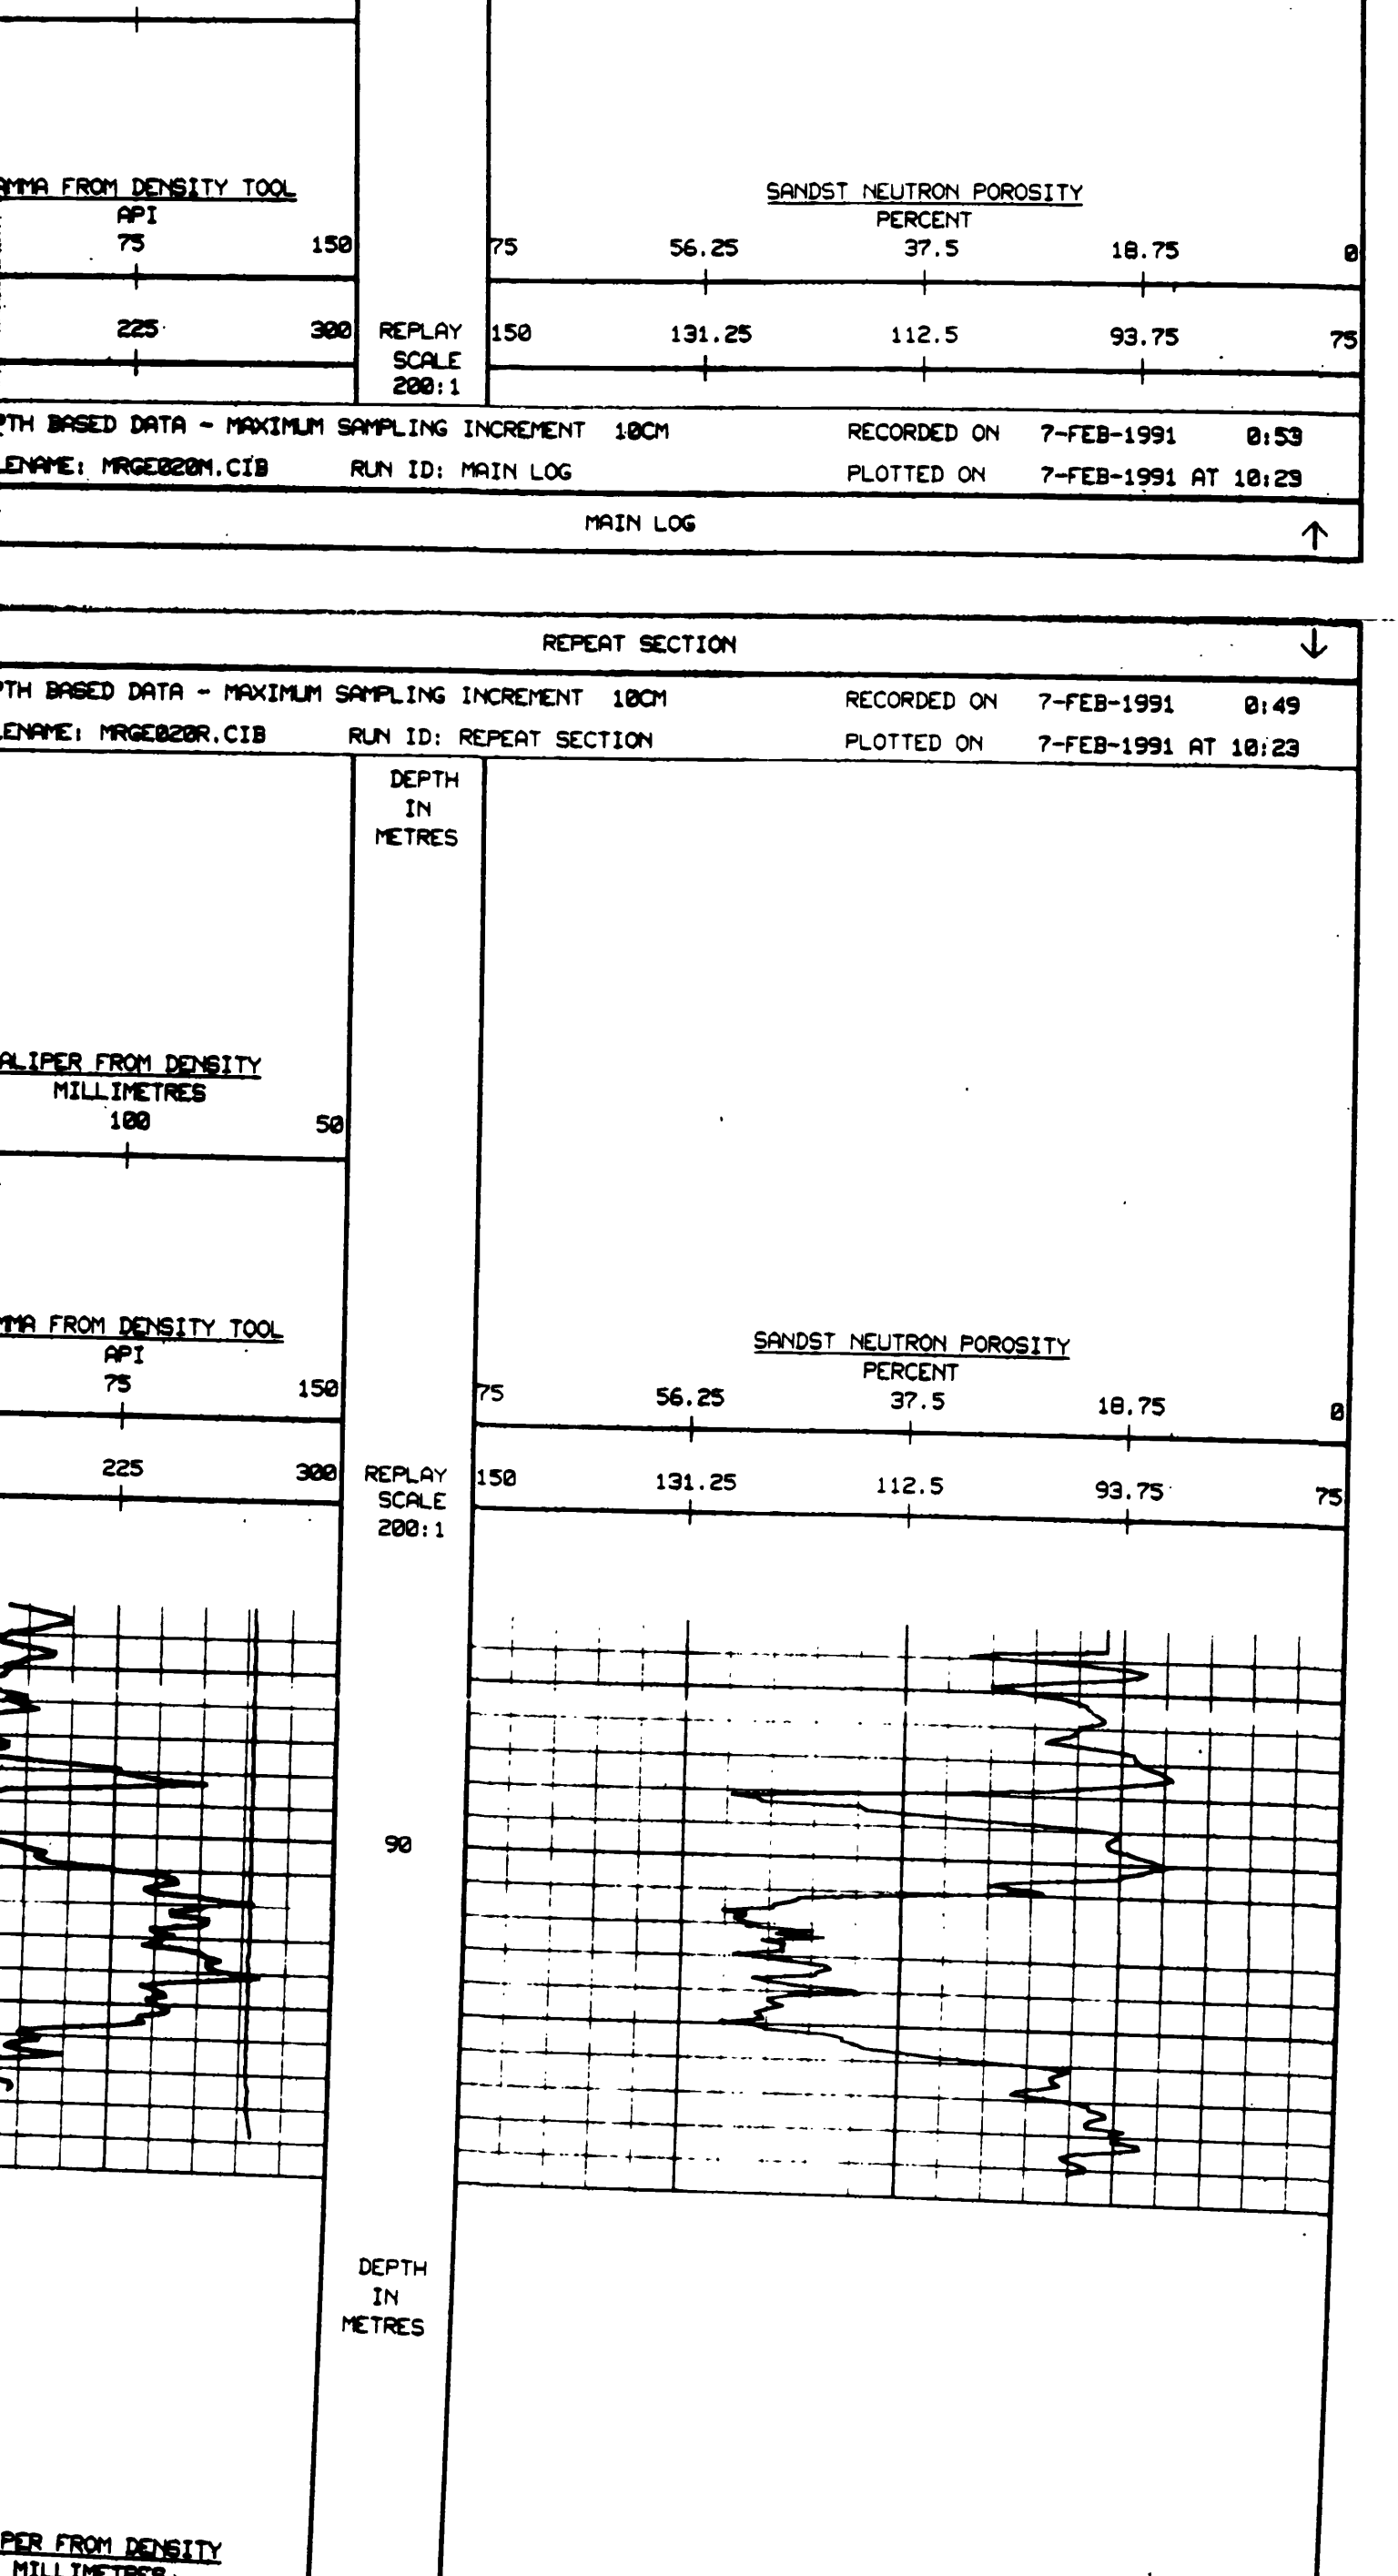 AMMA FROM DENSITY TOOL
API
75 150
225 300
REPLAY
SCALE
200:1
SANDST NEUTRON POROSITY
PERCENT
75 56.25 37.5 18.75 0
150 131.25 112.5 93.75 75
PTH BASED DATA - MAXIMUM SAMPLING INCREMENT 10CM RECORDED ON 7-FEB-1991 0:53
LENAME: MRGE020M.CIB RUN ID: MAIN LOG PLOTTED ON 7-FEB-1991 AT 10:29
MAIN LOG ↑
REPEAT SECTION ↓
PTH BASED DATA - MAXIMUM SAMPLING INCREMENT 10CM RECORDED ON 7-FEB-1991 0:49
LENAME: MRGE020R.CIB RUN ID: REPEAT SECTION PLOTTED ON 7-FEB-1991 AT 10:23
DEPTH
IN
METRES
ALIPER FROM DENSITY
MILLIMETRES
100 50
MMA FROM DENSITY TOOL
API
75 150
225 300
REPLAY
SCALE
200:1
SANDST NEUTRON POROSITY
PERCENT
75 56.25 37.5 18.75 0
150 131.25 112.5 93.75 75
90
DEPTH
IN
METRES
PER FROM DENSITY
MILLIMETRES